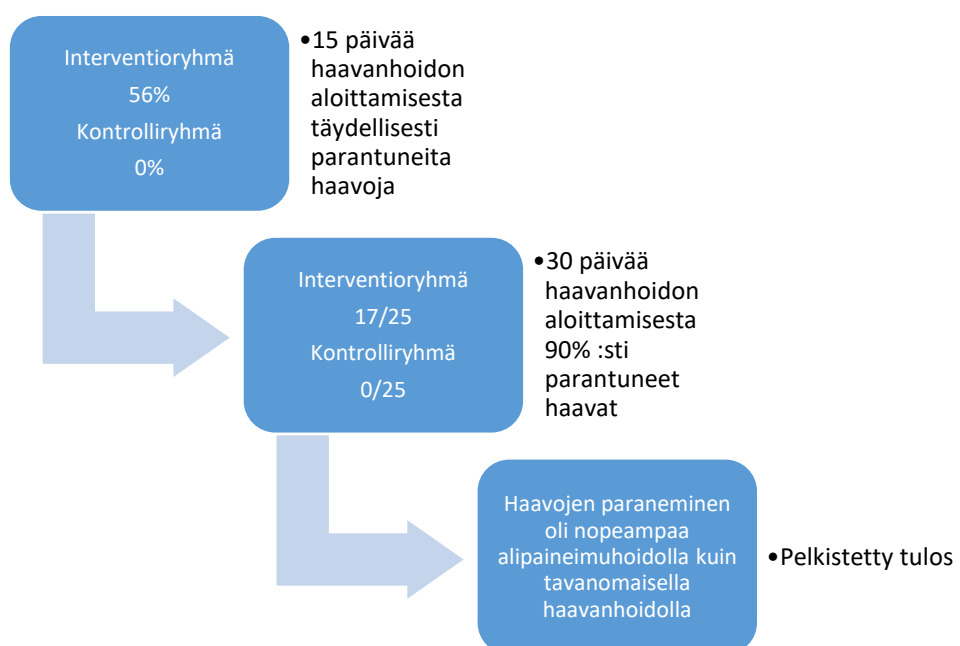 Interventioryhmä
56%
Kontrolliryhmä
0%
•15 päivää
haavanhoidon
aloittamisesta
täydellisesti
parantuneita
haavoja
Interventioryhmä
17/25
Kontrolliryhmä
0/25
•30 päivää
haavanhoidon
aloittamisesta
90% :sti
parantuneet
haavat
Haavojen paraneminen
oli nopeampaa
alipaineimuhoidolla kuin
tavanomaisella
haavanhoidolla
•Pelkistetty tulos